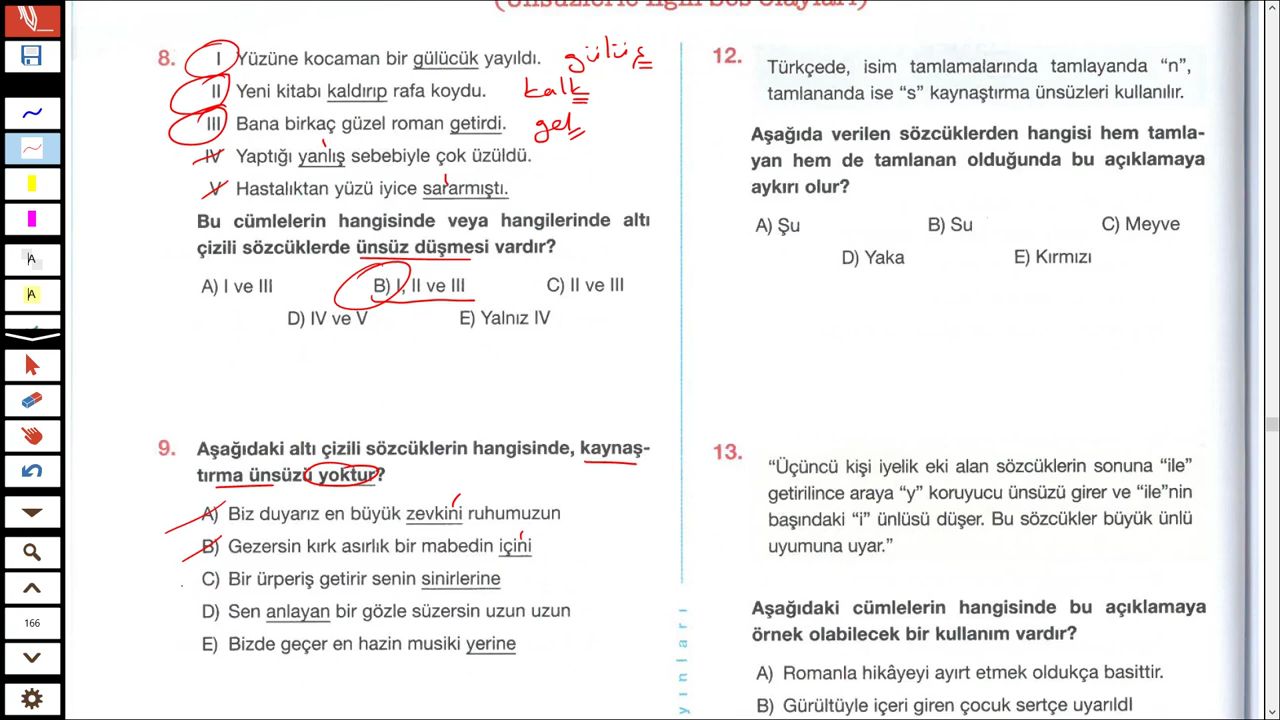 (Ünsüzlerle İlgili Ses Olayları)
8. I Yüzüne kocaman bir gülücük yayıldı. gülüş
II Yeni kitabı kaldırıp rafa koydu. kalk
III Bana birkaç güzel roman getirdi. gel
IV Yaptığı yanlış sebebiyle çok üzüldü.
V Hastalıktan yüzü iyice sararmıştı.
Bu cümlelerin hangisinde veya hangilerinde altı
çizili sözcüklerde ünsüz düşmesi vardır?
A) I ve III B) I, II ve III C) II ve III
D) IV ve V E) Yalnız IV
9. Aşağıdaki altı çizili sözcüklerin hangisinde, kaynaş-
tırma ünsüzü yoktur?
A) Biz duyarız en büyük zevkini ruhumuzun
B) Gezersin kırk asırlık bir mabedin içini
C) Bir ürperiş getirir senin sinirlerine
D) Sen anlayan bir gözle süzersin uzun uzun
E) Bizde geçer en hazin musiki yerine
12. Türkçede, isim tamlamalarında tamlayanda “n”,
tamlananda ise “s” kaynaştırma ünsüzleri kullanılır.
Aşağıda verilen sözcüklerden hangisi hem tamla-
yan hem de tamlanan olduğunda bu açıklamaya
aykırı olur?
A) Şu B) Su C) Meyve
D) Yaka E) Kırmızı
13. “Üçüncü kişi iyelik eki alan sözcüklerin sonuna “ile”
getirilince araya “y” koruyucu ünsüzü girer ve “ile”nin
başındaki “i” ünlüsü düşer. Bu sözcükler büyük ünlü
uyumuna uyar.”
Aşağıdaki cümlelerin hangisinde bu açıklamaya
örnek olabilecek bir kullanım vardır?
A) Romanla hikâyeyi ayırt etmek oldukça basittir.
B) Gürültüyle içeri giren çocuk sertçe uyarıldI
yınları
A
A
166